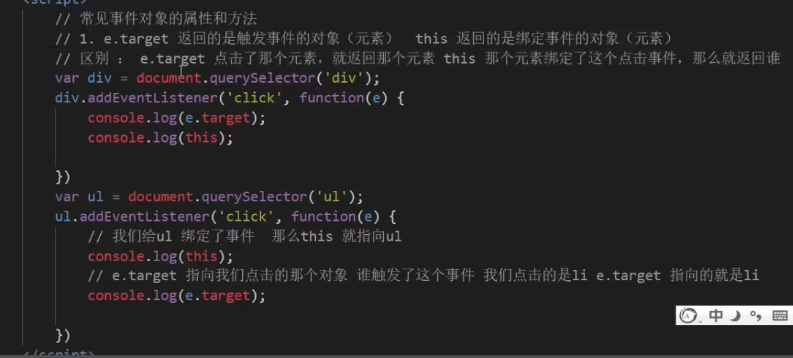 <script>
// 常见事件对象的属性和方法
// 1. e.target 返回的是触发事件的对象（元素） this 返回的是绑定事件的对象（元素）
// 区别 ： e.target 点击了那个元素，就返回那个元素 this 那个元素绑定了这个点击事件，那么就返回谁
var div = document.querySelector('div');
div.addEventListener('click', function(e) {
console.log(e.target);
console.log(this);
})
var ul = document.querySelector('ul');
ul.addEventListener('click', function(e) {
// 我们给ul 绑定了事件 那么this 就指向ul
console.log(this);
// e.target 指向我们点击的那个对象 谁触发了这个事件 我们点击的是li e.target 指向的就是li
console.log(e.target);
})
</script>
中